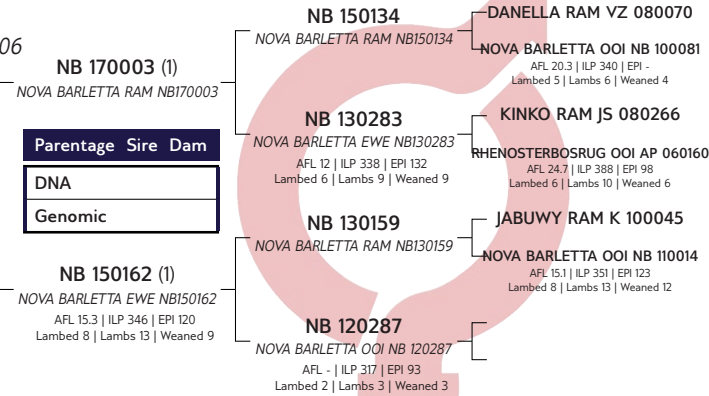 06
NB 170003 (1)
NOVA BARLETTA RAM NB170003
Parentage Sire Dam
DNA
Genomic
NB 150162 (1)
NOVA BARLETTA EWE NB150162
AFL 15.3 | ILP 346 | EPI 120
Lambed 8 | Lambs 13 | Weaned 9
NB 150134
NOVA BARLETTA RAM NB150134
NB 130283
NOVA BARLETTA EWE NB130283
AFL 12 | ILP 338 | EPI 132
Lambed 6 | Lambs 9 | Weaned 9
NB 130159
NOVA BARLETTA RAM NB130159
NB 120287
NOVA BARLETTA OOI NB 120287
AFL - | ILP 317 | EPI 93
Lambed 2 | Lambs 3 | Weaned 3
DANELLA RAM VZ 080070
NOVA BARLETTA OOI NB 100081
AFL 20.3 | ILP 340 | EPI -
Lambed 5 | Lambs 6 | Weaned 4
KINKO RAM JS 080266
RHENOSTERBOSRUG OOI AP 060160
AFL 24.7 | ILP 388 | EPI 98
Lambed 6 | Lambs 10 | Weaned 6
JABUWY RAM K 100045
NOVA BARLETTA OOI NB 110014
AFL 15.1 | ILP 351 | EPI 123
Lambed 8 | Lambs 13 | Weaned 12